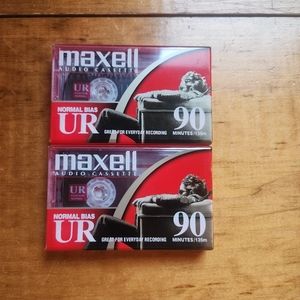 maxell
AUDIO CASSETTE
UR
NORMAL BIAS
UR
90
GREAT FOR EVERYDAY RECORDING
MINUTES/135m
maxell
AUDIO CASSETTE
UR
NORMAL BIAS
UR
90
GREAT FOR EVERYDAY RECORDING
MINUTES/135m